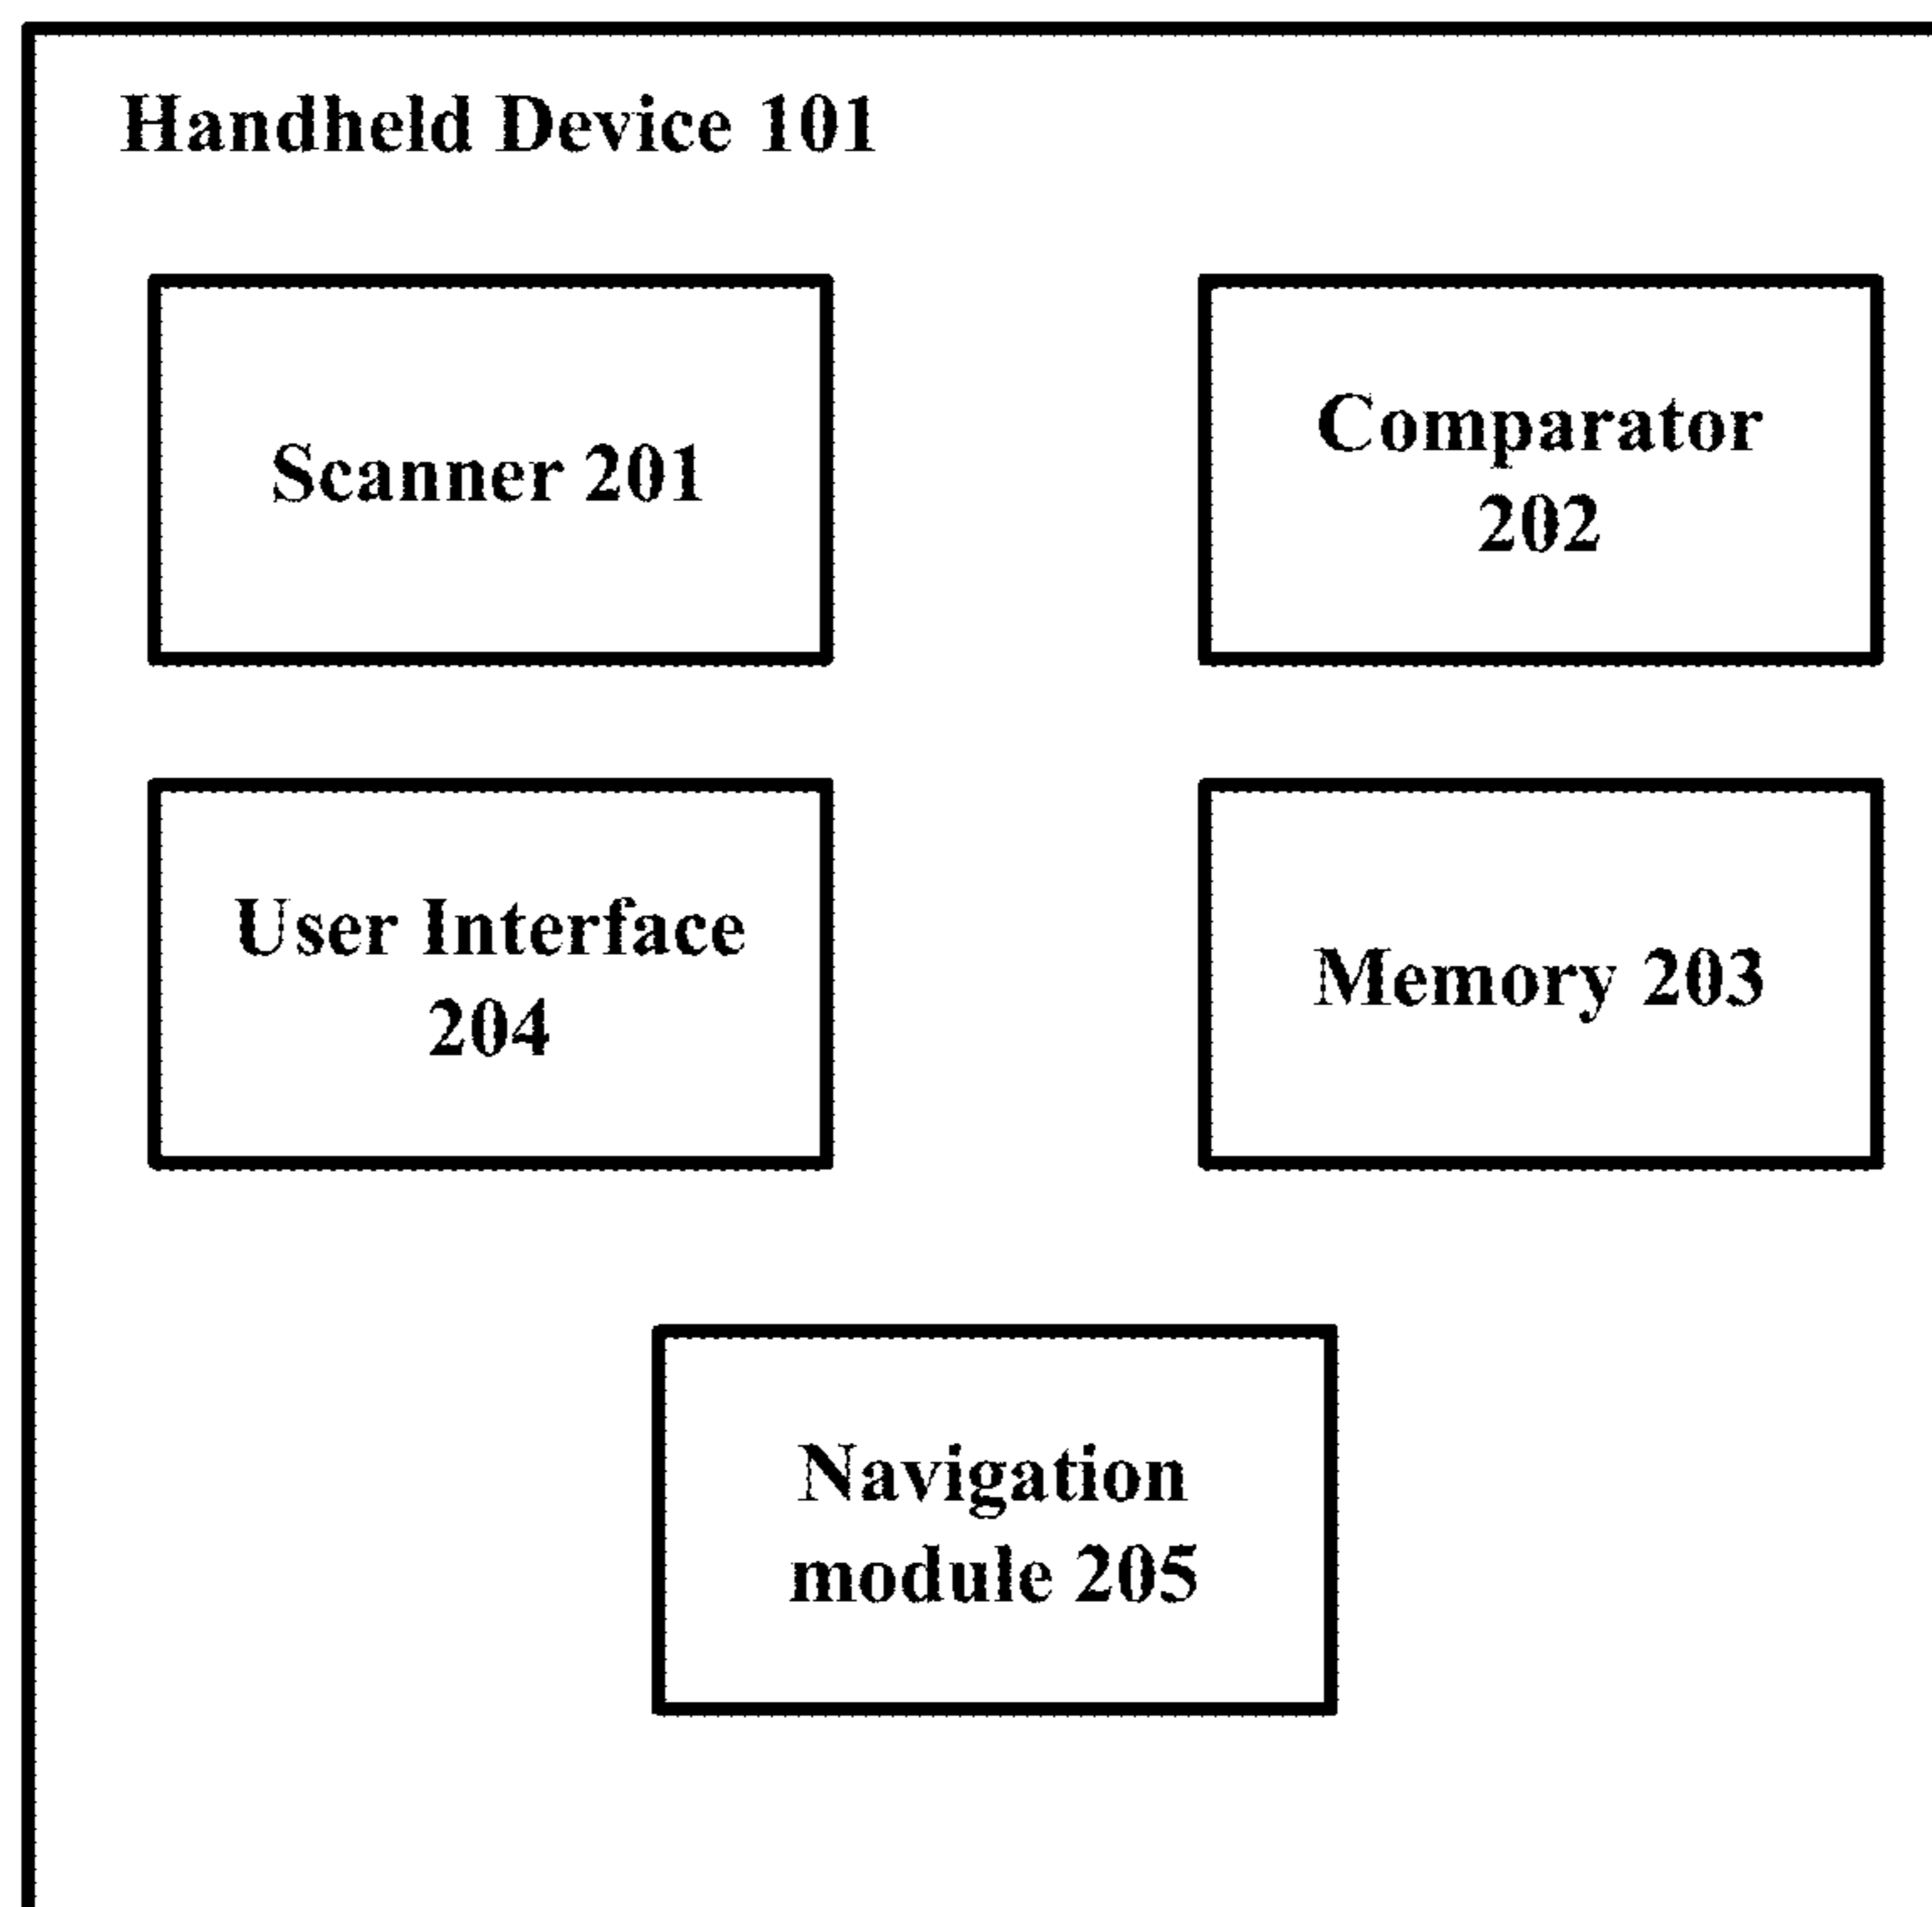 Handheld Device 101
Scanner 201
Comparator
202
User Interface
204
Memory 203
Navigation
module 205